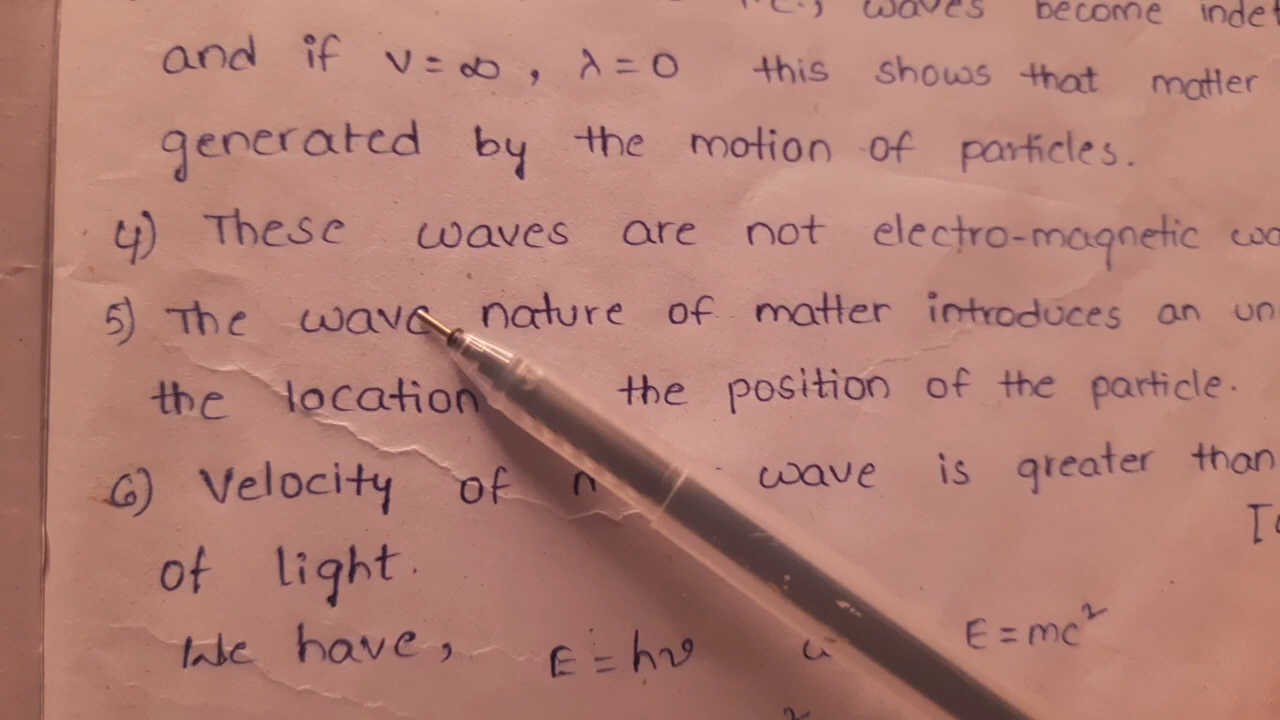 waves become
and if v=∞, λ=0 this shows that matter
generated by the motion of particles.
4) These waves are not electro-magnetic
5) The wave nature of matter introduces an
the location the position of the particle.
6) Velocity of wave is greater than
of light.
We have, E=hν E=mc²